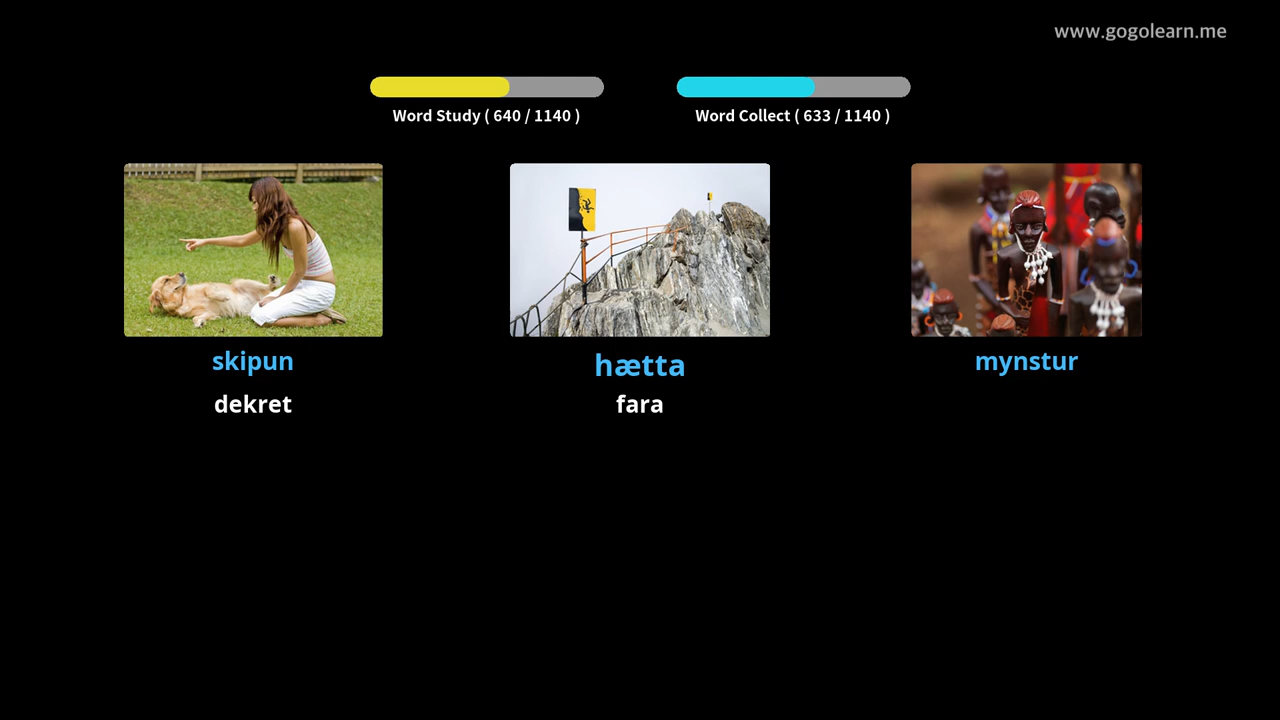 www.gogolearn.me
Word Study ( 640 / 1140 )
Word Collect ( 633 / 1140 )
skipun
hætta
mynstur
dekret
fara